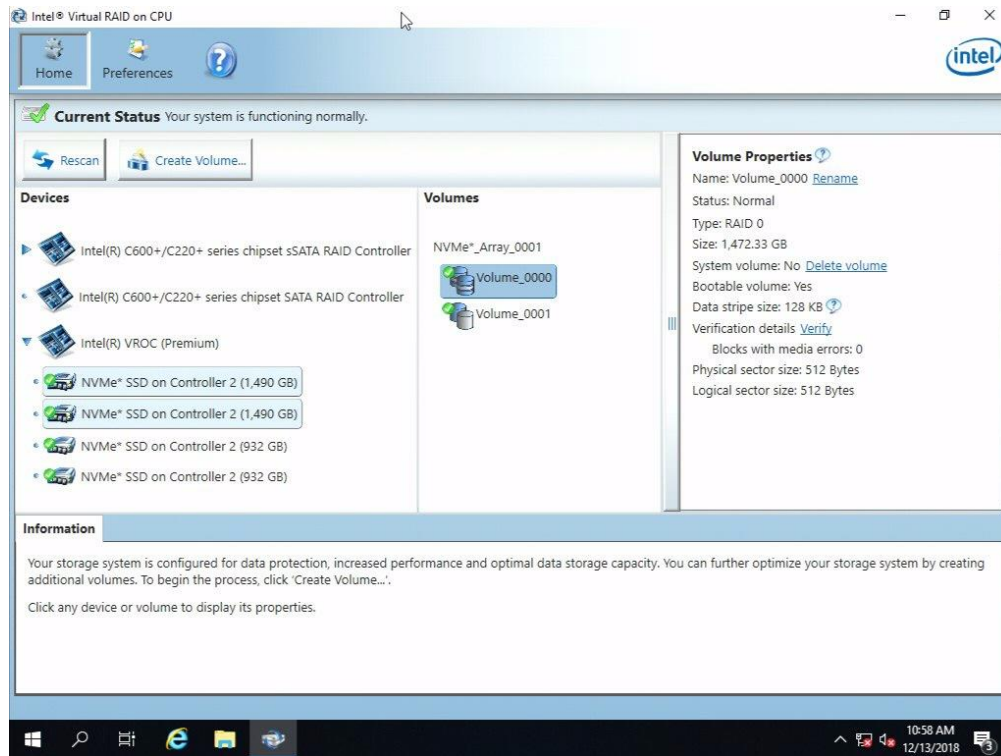 Intel® Virtual RAID on CPU
Home
Preferences
?
intel
Current Status Your system is functioning normally.
Rescan
Create Volume...
Devices
Intel(R) C600+/C220+ series chipset sSATA RAID Controller
Intel(R) C600+/C220+ series chipset SATA RAID Controller
Intel(R) VROC (Premium)
NVMe* SSD on Controller 2 (1,490 GB)
NVMe* SSD on Controller 2 (1,490 GB)
NVMe* SSD on Controller 2 (932 GB)
NVMe* SSD on Controller 2 (932 GB)
Volumes
NVMe*_Array_0001
Volume_0000
Volume_0001
Volume Properties ?
Name: Volume_0000 Rename
Status: Normal
Type: RAID 0
Size: 1,472.33 GB
System volume: No Delete volume
Bootable volume: Yes
Data stripe size: 128 KB ?
Verification details Verify
Blocks with media errors: 0
Physical sector size: 512 Bytes
Logical sector size: 512 Bytes
Information
Your storage system is configured for data protection, increased performance and optimal data storage capacity. You can further optimize your storage system by creating
additional volumes. To begin the process, click 'Create Volume...'.
Click any device or volume to display its properties.
10:58 AM
12/13/2018
3